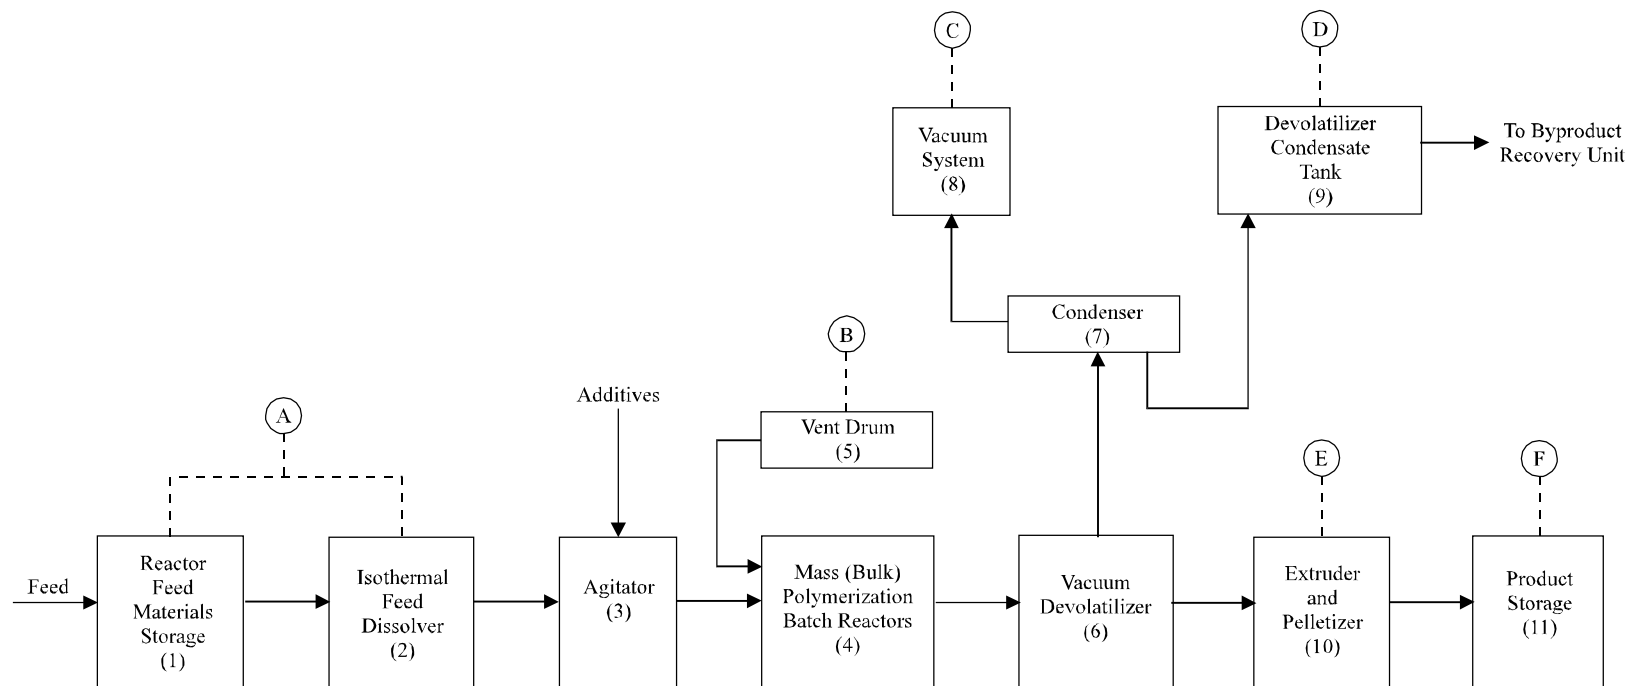 C
D
Vacuum
System
(8)
Devolatilizer
Condensate
Tank
(9)
To Byproduct
Recovery Unit
Condenser
(7)
B
A
Additives
Vent Drum
(5)
E
F
Feed
Reactor
Feed
Materials
Storage
(1)
Isothermal
Feed
Dissolver
(2)
Agitator
(3)
Mass (Bulk)
Polymerization
Batch Reactors
(4)
Vacuum
Devolatilizer
(6)
Extruder
and
Pelletizer
(10)
Product
Storage
(11)